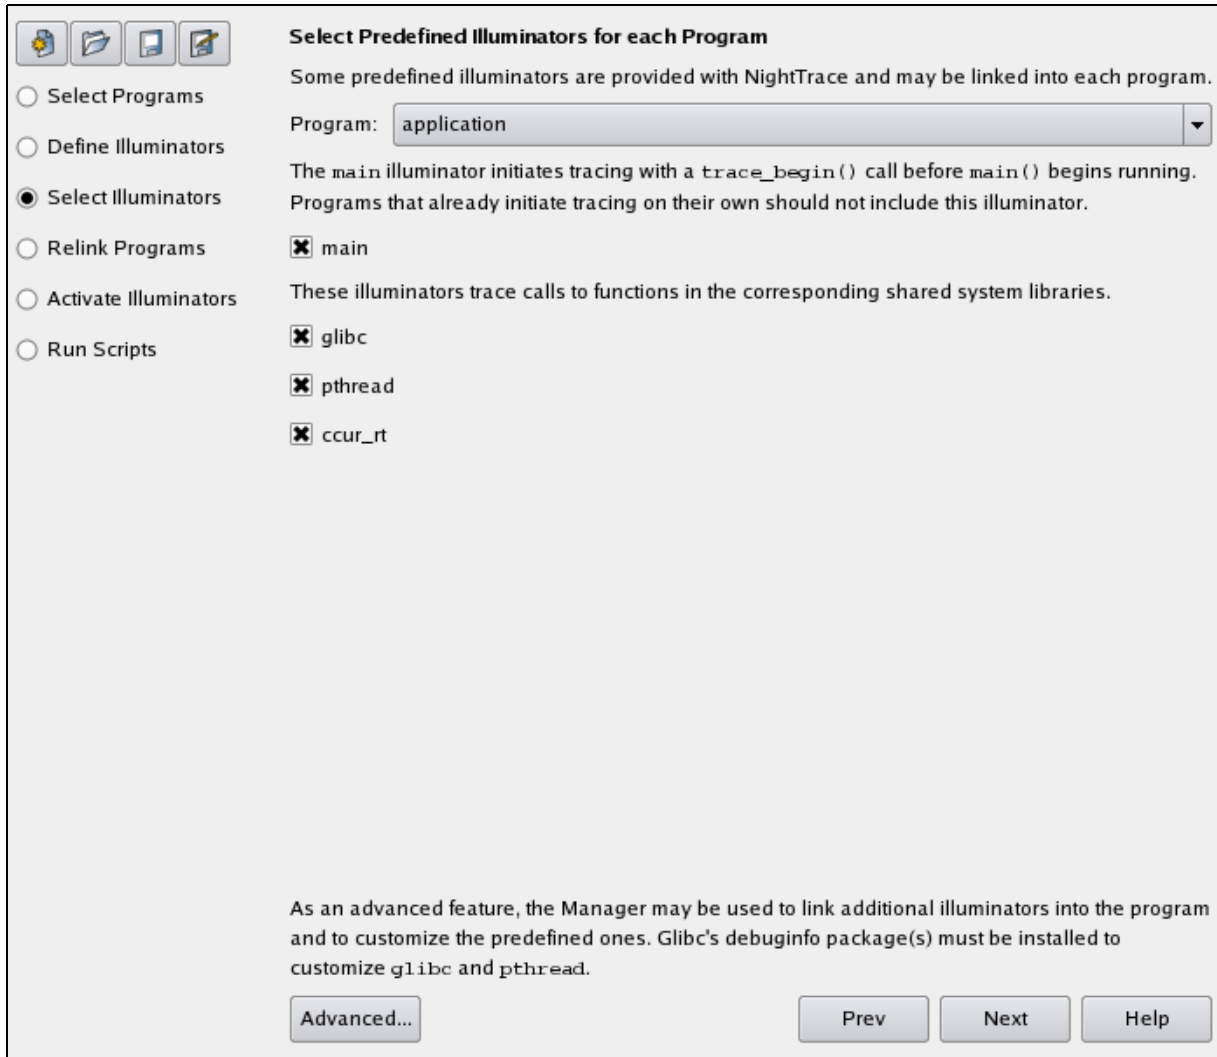 Select Programs
Define Illuminators
Select Illuminators
Relink Programs
Activate Illuminators
Run Scripts
Select Predefined Illuminators for each Program
Some predefined illuminators are provided with NightTrace and may be linked into each program.
Program: application
The main illuminator initiates tracing with a trace_begin() call before main() begins running.
Programs that already initiate tracing on their own should not include this illuminator.
main
These illuminators trace calls to functions in the corresponding shared system libraries.
glibc
pthread
ccur_rt
As an advanced feature, the Manager may be used to link additional illuminators into the program
and to customize the predefined ones. Glibc's debuginfo package(s) must be installed to
customize glibc and pthread.
Advanced... Prev Next Help